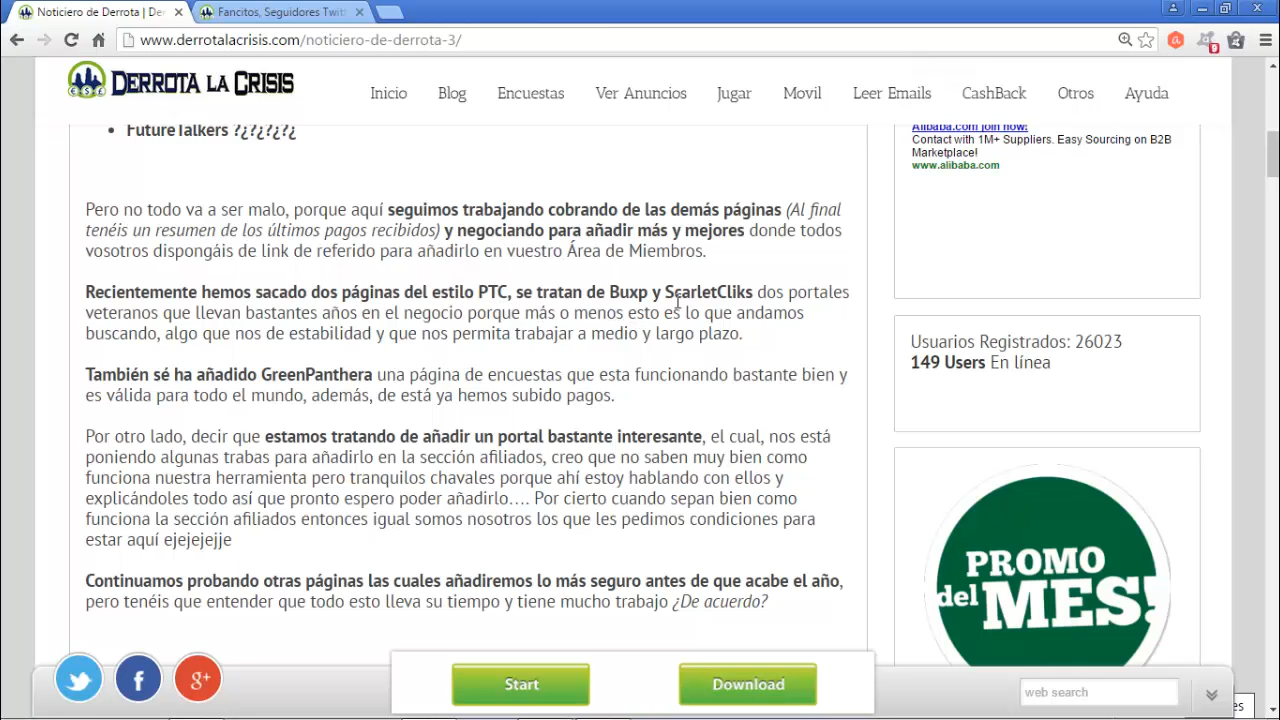 Noticiero de Derrota | Der
Fancitos, Seguidores Twitt
www.derrotalacrisis.com/noticiero-de-derrota-3/
9
DERROTA LA CRISIS
Inicio
Blog
Encuestas
Ver Anuncios
Jugar
Movil
Leer Emails
CashBack
Otros
Ayuda
• FutureTalkers ?¿?¿?¿?¿¿
Pero no todo va a ser malo, porque aquí seguimos trabajando cobrando de las demás páginas (Al final
tenéis un resumen de los últimos pagos recibidos) y negociando para añadir más y mejores donde todos
vosotros dispongáis de link de referido para añadirlo en vuestro Área de Miembros.
Recientemente hemos sacado dos páginas del estilo PTC, se tratan de Buxp y ScarletCliks dos portales
veteranos que llevan bastantes años en el negocio porque más o menos esto es lo que andamos
buscando, algo que nos de estabilidad y que nos permita trabajar a medio y largo plazo.
También sé ha añadido GreenPanthera una página de encuestas que esta funcionando bastante bien y
es válida para todo el mundo, además, de está ya hemos subido pagos.
Por otro lado, decir que estamos tratando de añadir un portal bastante interesante, el cual, nos está
poniendo algunas trabas para añadirlo en la sección afiliados, creo que no saben muy bien como
funciona nuestra herramienta pero tranquilos chavales porque ahí estoy hablando con ellos y
explicándoles todo así que pronto espero poder añadirlo…. Por cierto cuando sepan bien como
funciona la sección afiliados entonces igual somos nosotros los que les pedimos condiciones para
estar aquí ejejejejje
Continuamos probando otras páginas las cuales añadiremos lo más seguro antes de que acabe el año,
pero tenéis que entender que todo esto lleva su tiempo y tiene mucho trabajo ¿De acuerdo?
Alibaba.com join now!
Contact with 1M+ Suppliers. Easy Sourcing on B2B
Marketplace!
www.alibaba.com
Usuarios Registrados: 26023
149 Users En línea
PROMO
del MES!
Start
Download
web search
es